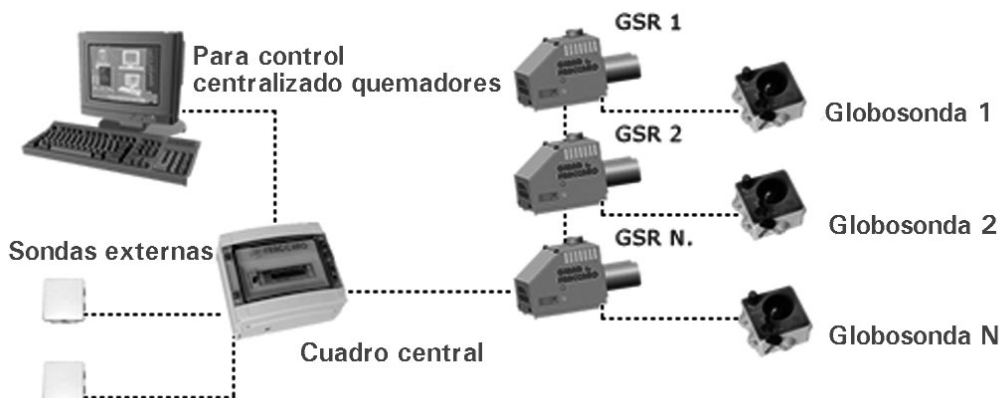 Para control
centralizado quemadores
GSR 1
Globosonda 1
GSR 2
Globosonda 2
Sondas externas
GSR N.
Globosonda N
Cuadro central